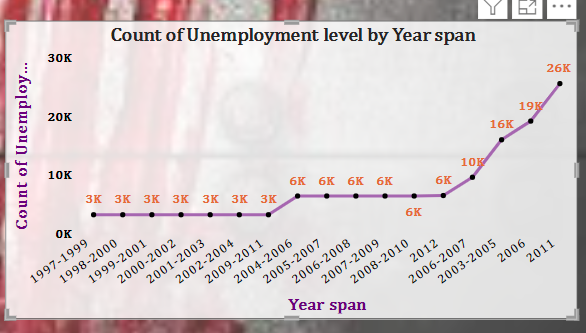 Count of Unemployment level by Year span
Count of Unemploy...
30K
20K
10K
0K
3K 3K 3K 3K 3K 3K 3K 6K 6K 6K 6K 6K 6K 10K 16K 19K 26K
1997-1999
1998-2000
1999-2001
2000-2002
2001-2003
2002-2004
2009-2011
2004-2006
2005-2007
2006-2008
2007-2009
2008-2010
2012
2006-2007
2003-2005
2006
2011
Year span